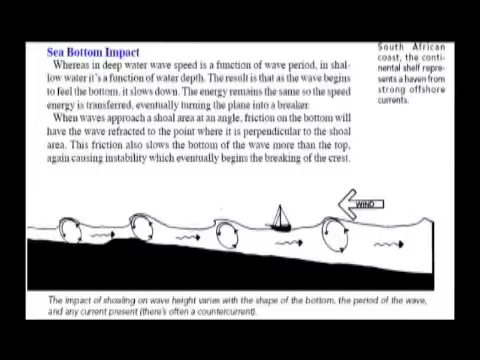 Sea Bottom Impact
Whereas in deep water wave speed is a function of wave period, in shal-
low water it's a function of water depth. The result is that as the wave begins
to feel the bottom, it slows down. The energy remains the same so the speed
energy is transferred, eventually turning the plane into a breaker.
When waves approach a shoal area at an angle, friction on the bottom will
have the wave refracted to the point where it is perpendicular to the shoal
area. This friction also slows the bottom of the wave more than the top,
again causing instability which eventually begins the breaking of the crest.
South African
coast, the conti-
nental shelf repre-
sents a haven from
strong offshore
currents.
WIND
The impact of shoaling on wave height varies with the shape of the bottom, the period of the wave,
and any current present (there's often a countercurrent).